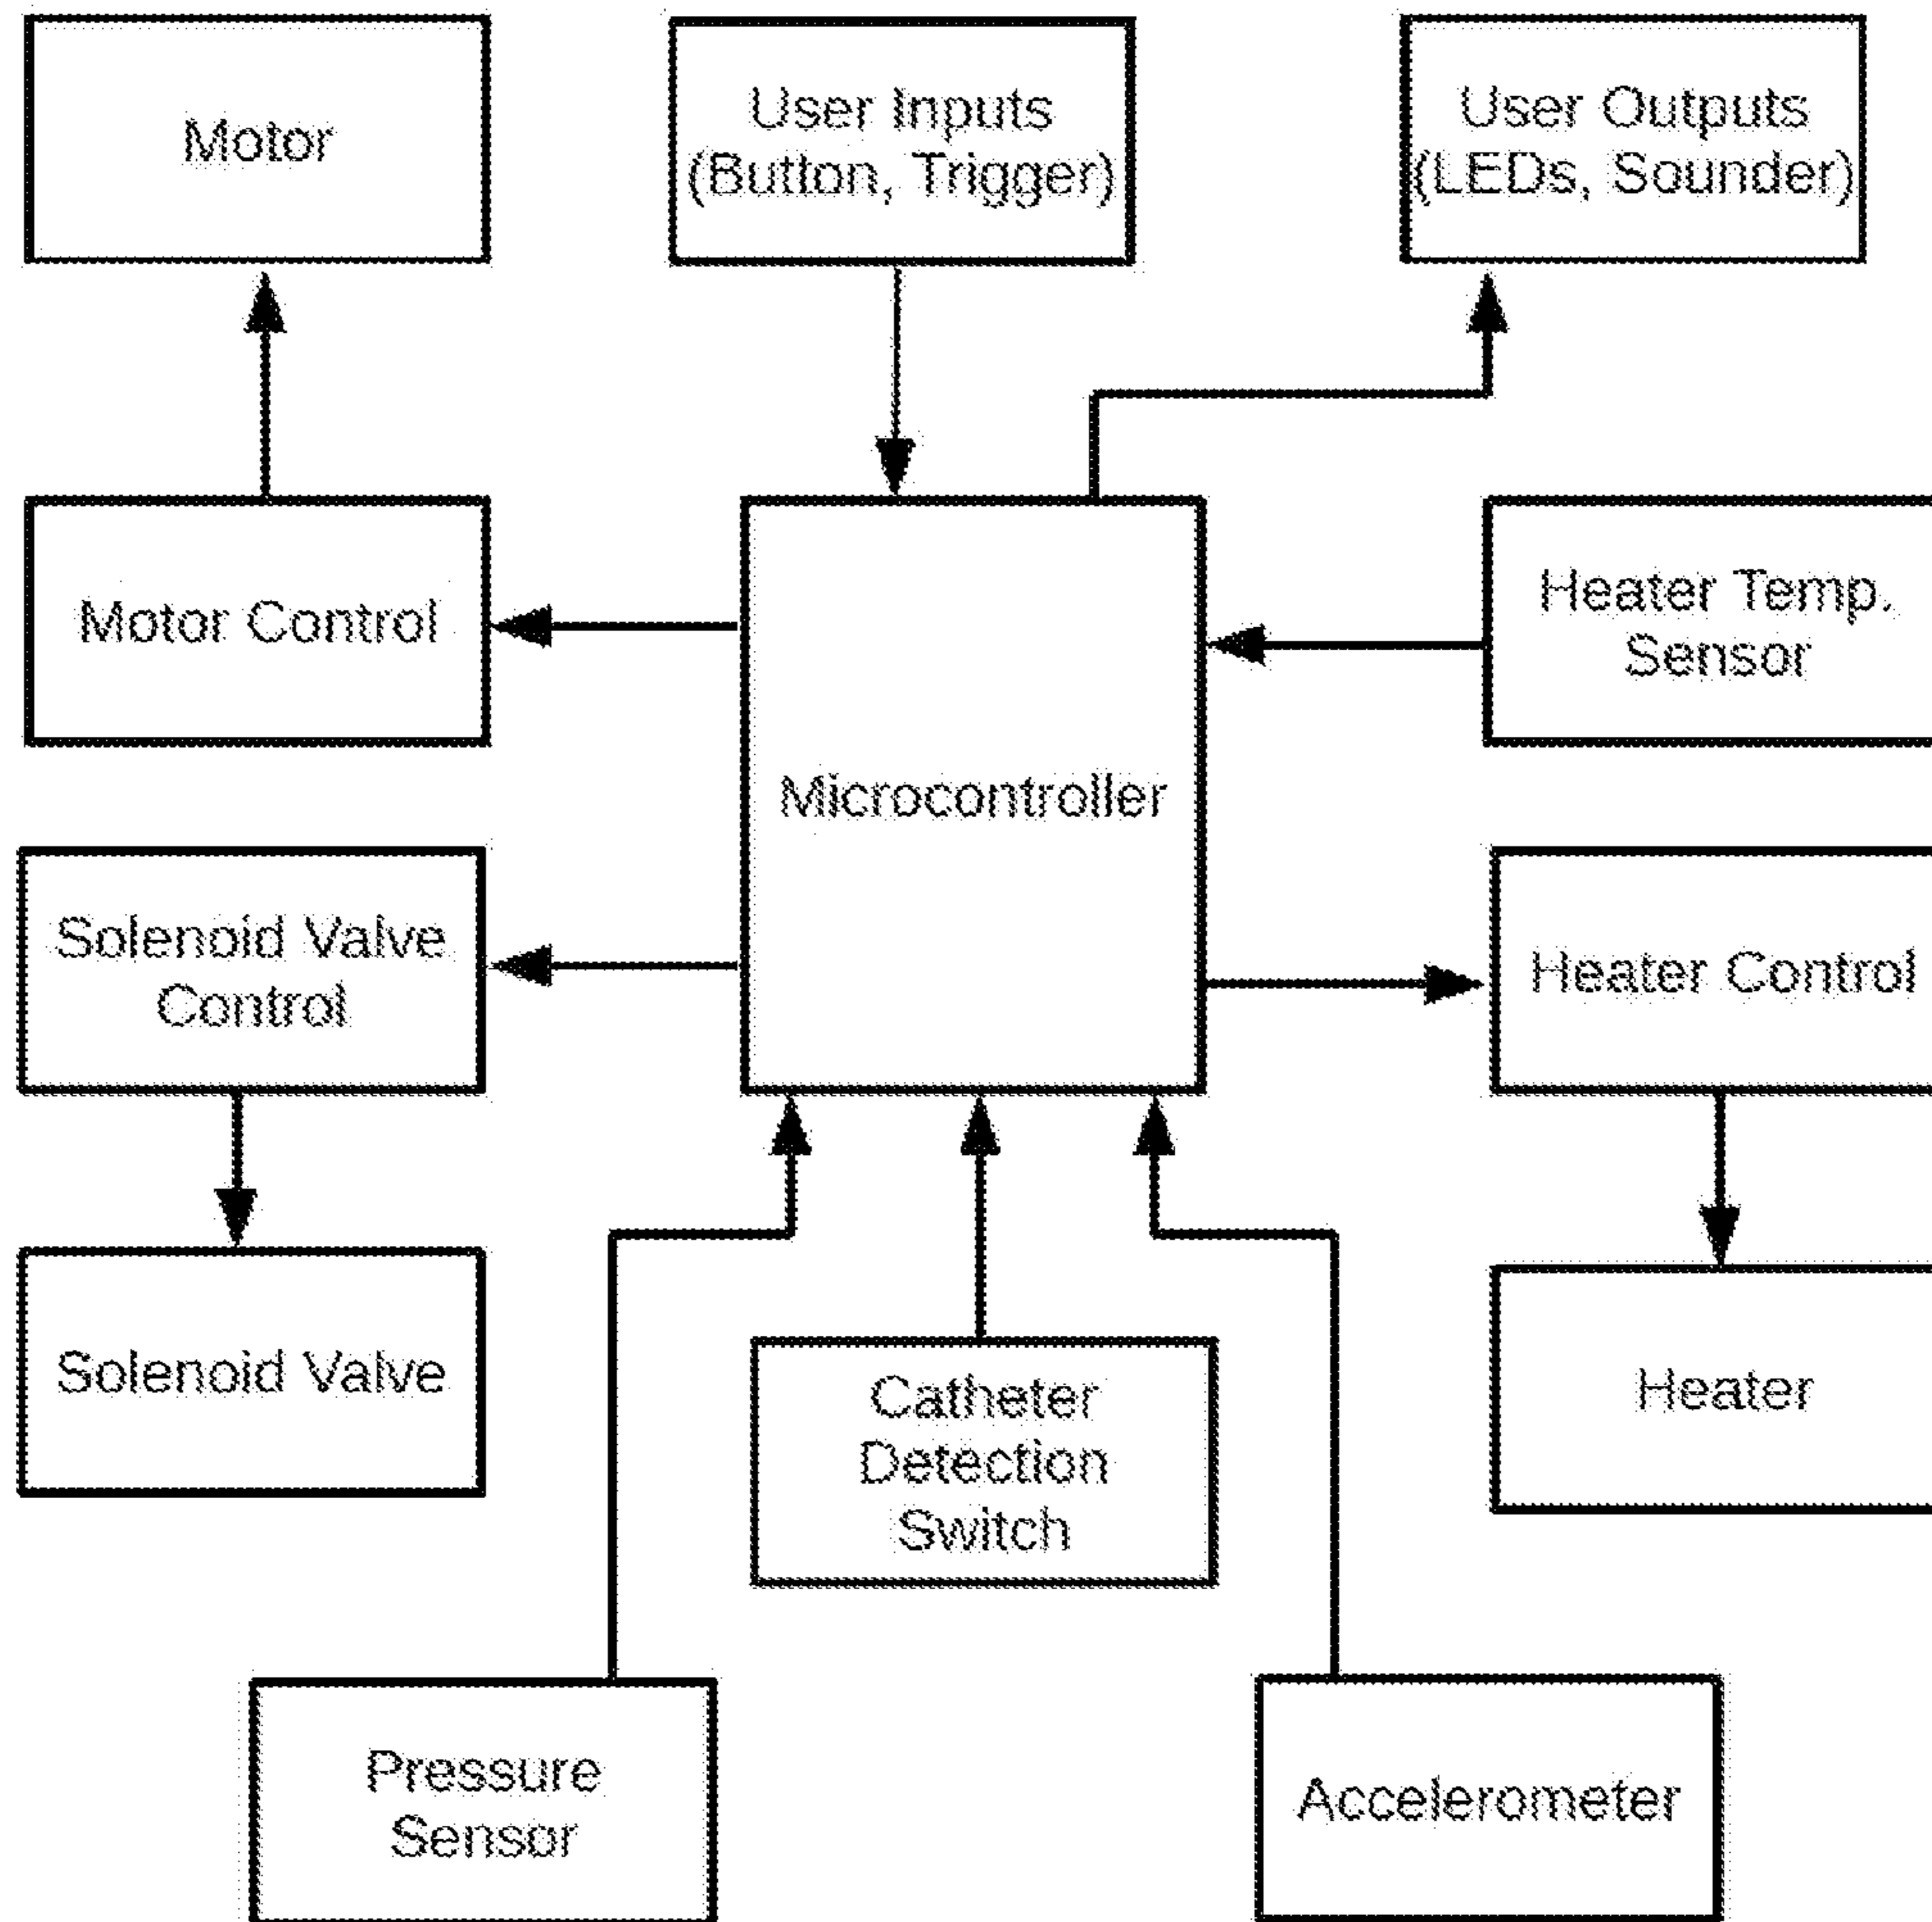 Motor
User Inputs
(Button, Trigger)
User Outputs
(LEDs, Sounder)
Motor Control
Microcontroller
Heater Temp.
Sensor
Solenoid Valve
Control
Heater Control
Solenoid Valve
Catheter
Detection
Switch
Heater
Pressure
Sensor
Accelerometer